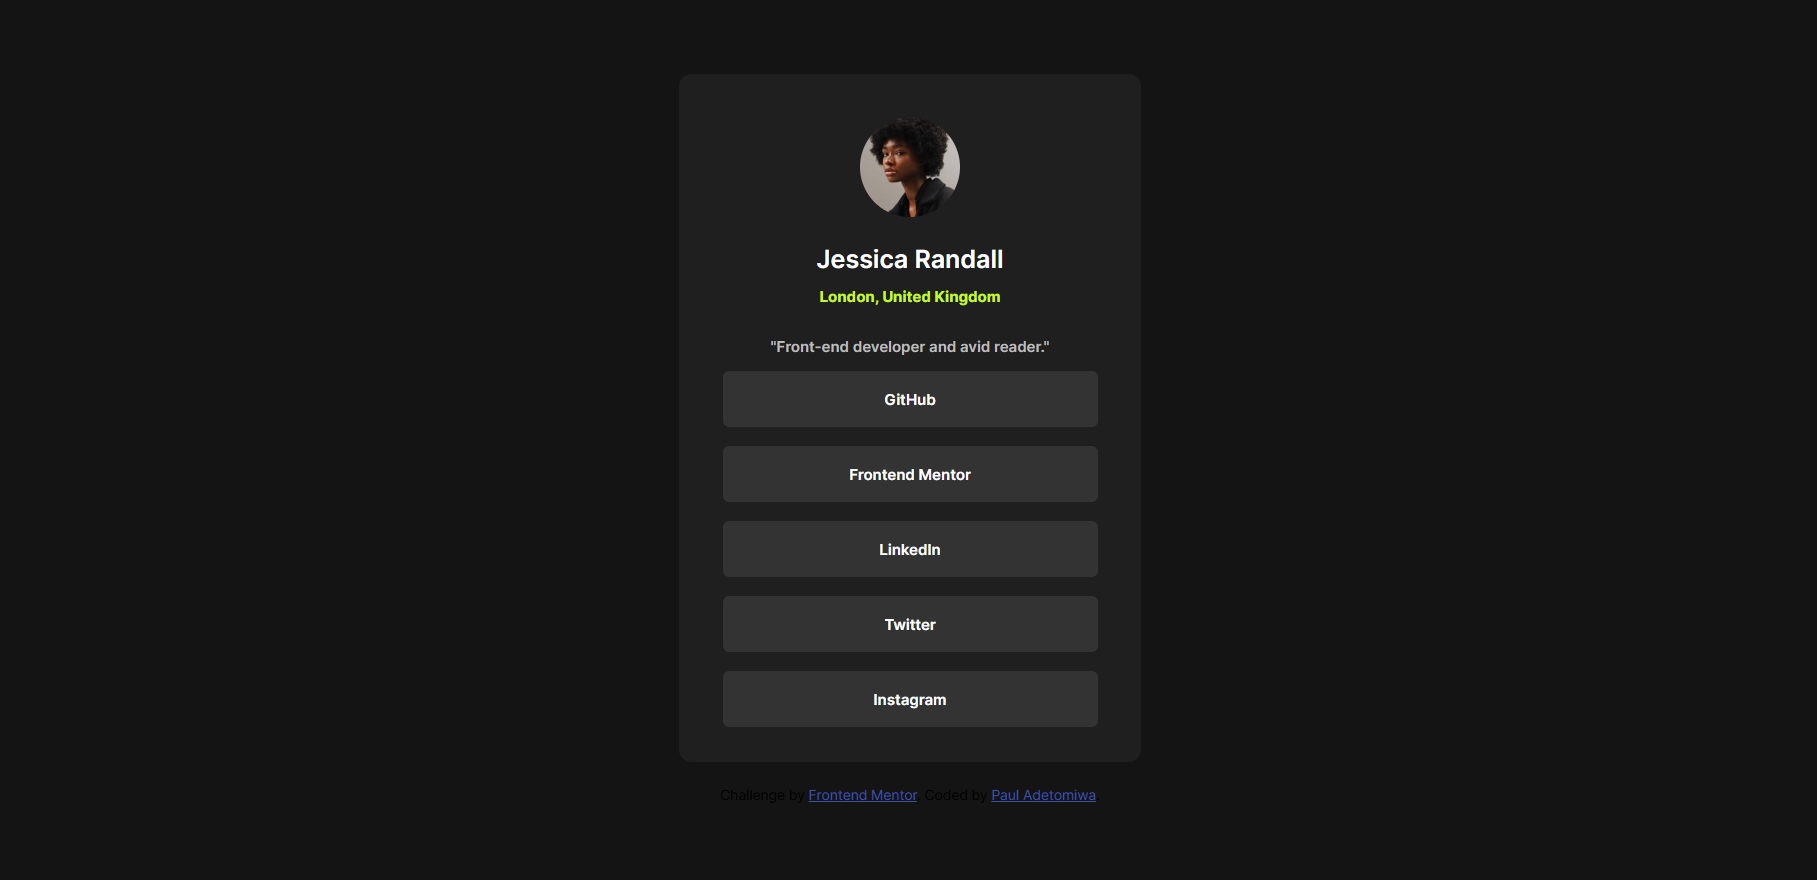 Jessica Randall
London, United Kingdom
"Front-end developer and avid reader."
GitHub
Frontend Mentor
LinkedIn
Twitter
Instagram
Challenge by Frontend Mentor. Coded by Paul Adetomiwa.